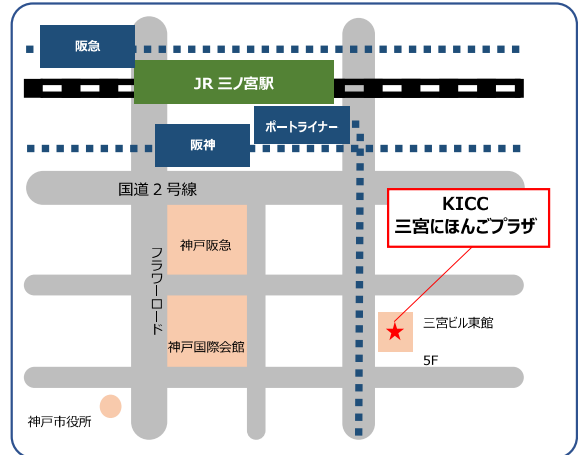 阪急
JR 三ノ宮駅
ポートライナー
阪神
国道2号線
KICC
三宮にほんごプラザ
神戸阪急
フラワーロード
三宮ビル東館
神戸国際会館
5F
神戸市役所